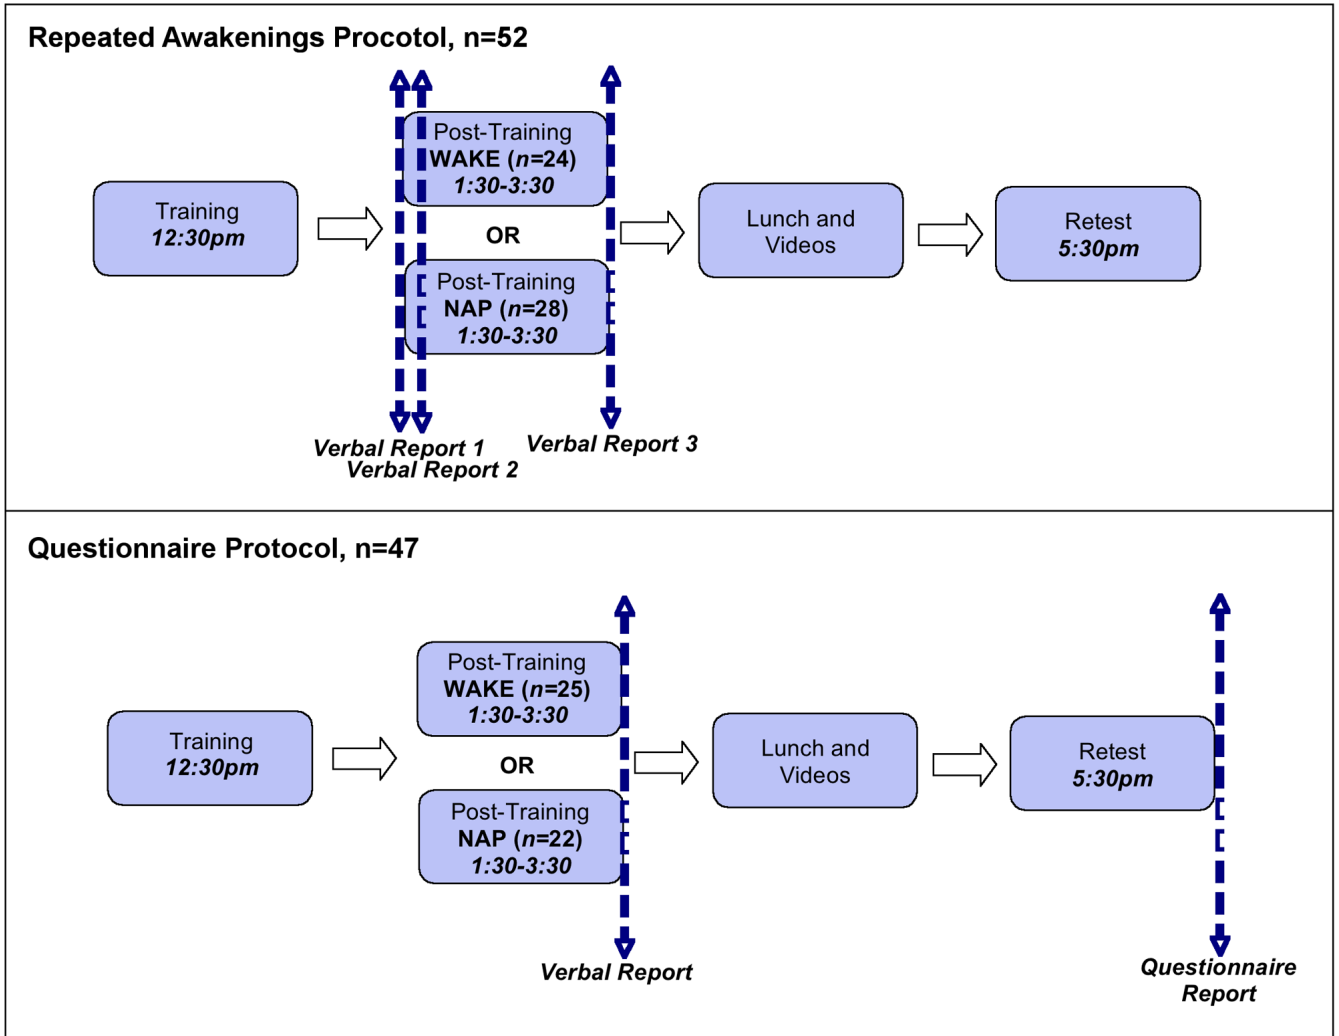 Repeated Awakenings Procotol, n=52
Training
12:30pm
Post-Training
WAKE (n=24)
1:30-3:30
OR
Post-Training
NAP (n=28)
1:30-3:30
Lunch and
Videos
Retest
5:30pm
Verbal Report 1
Verbal Report 2
Verbal Report 3
Questionnaire Protocol, n=47
Training
12:30pm
Post-Training
WAKE (n=25)
1:30-3:30
OR
Post-Training
NAP (n=22)
1:30-3:30
Lunch and
Videos
Retest
5:30pm
Verbal Report
Questionnaire
Report